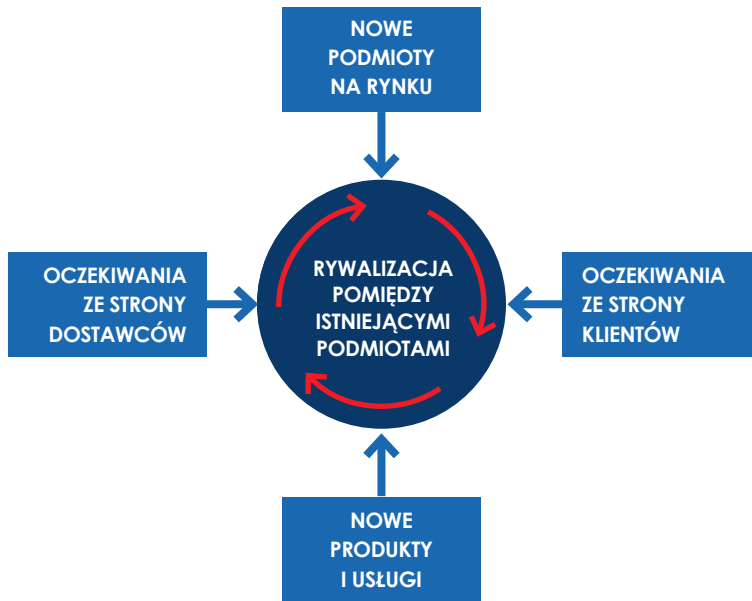 NOWE
PODMIOTY
NA RYNKU
OCZEKIWANIA
ZE STRONY
DOSTAWCÓW
RYWALIZACJA
POMIĘDZY
ISTNIEJĄCYMI
PODMIOTAMI
OCZEKIWANIA
ZE STRONY
KLIENTÓW
NOWE
PRODUKTY
I USŁUGI